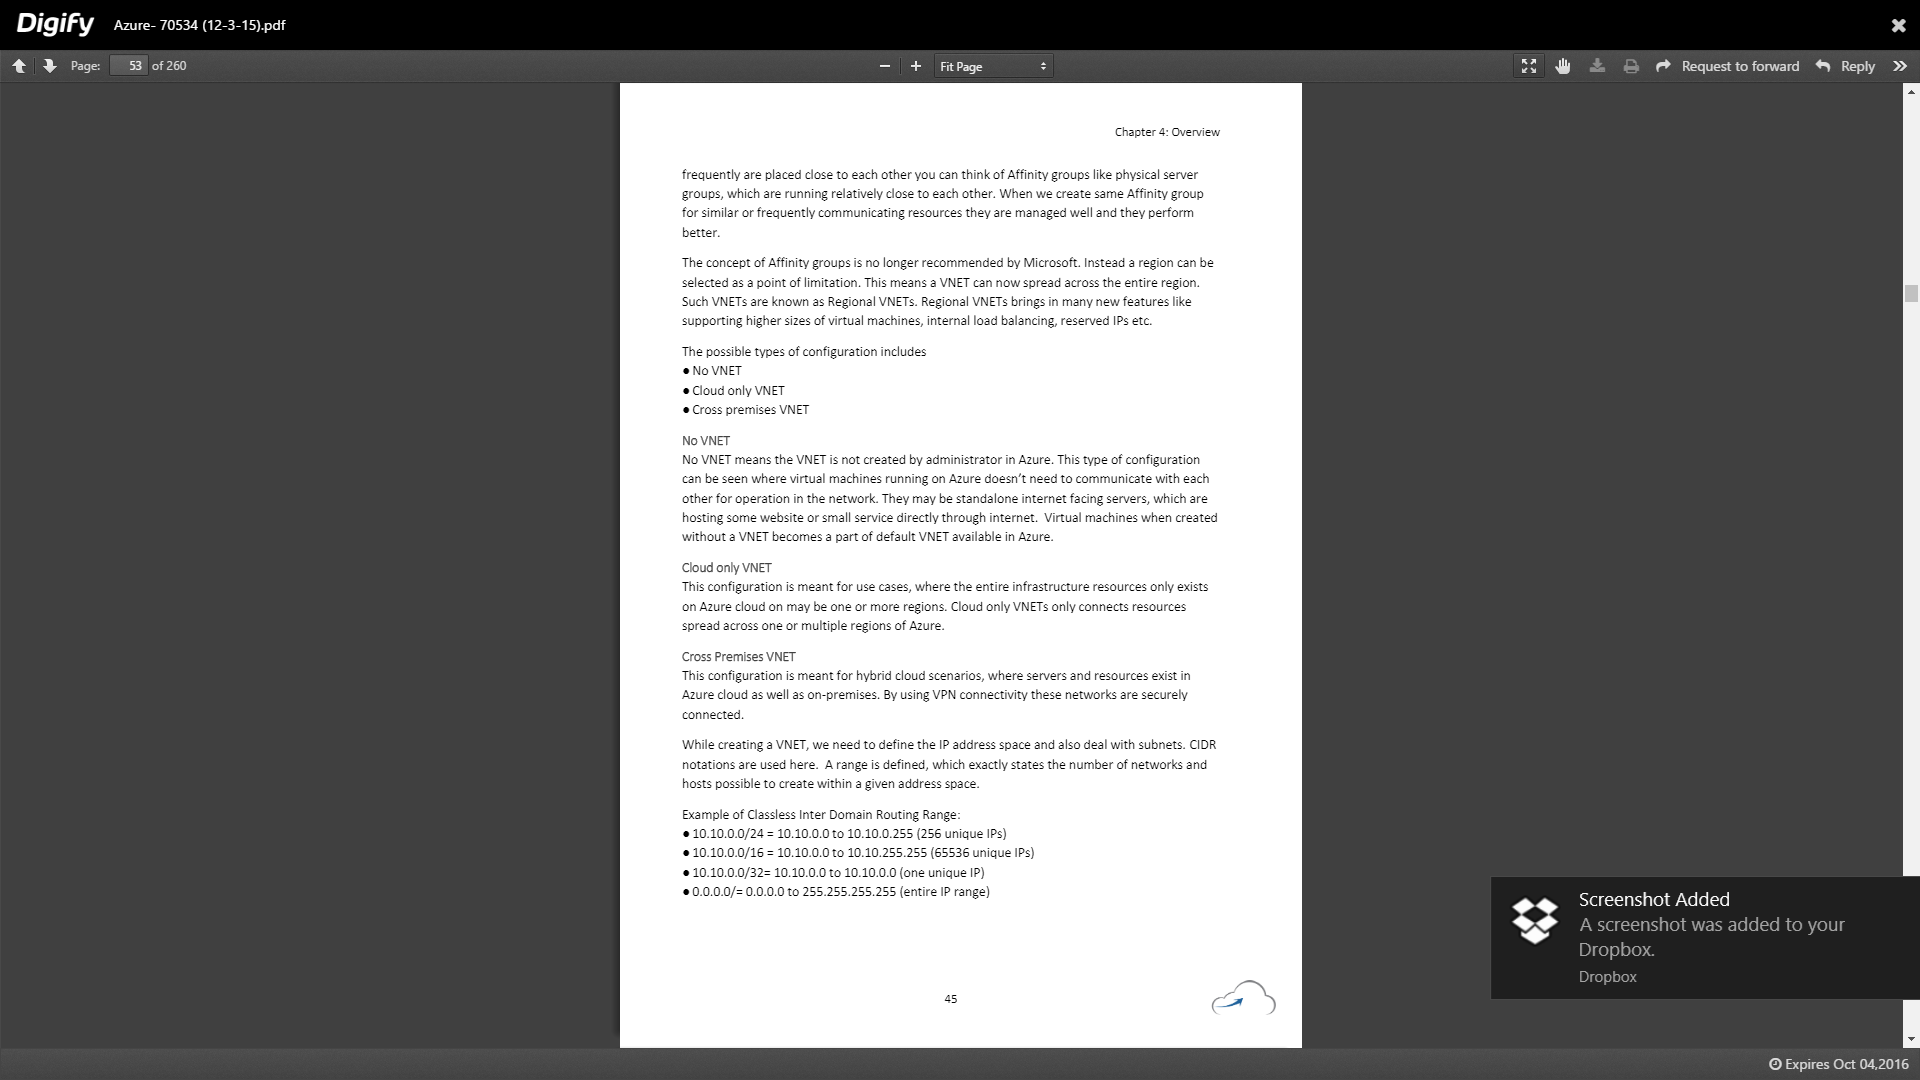 Digify Azure- 70534 (12-3-15).pdf
Page: 53 of 260 Fit Page Request to forward Reply
Chapter 4: Overview
frequently are placed close to each other you can think of Affinity groups like physical server
groups, which are running relatively close to each other. When we create same Affinity group
for similar or frequently communicating resources they are managed well and they perform
better.
The concept of Affinity groups is no longer recommended by Microsoft. Instead a region can be
selected as a point of limitation. This means a VNET can now spread across the entire region.
Such VNETs are known as Regional VNETs. Regional VNETs brings in many new features like
supporting higher sizes of virtual machines, internal load balancing, reserved IPs etc.
The possible types of configuration includes
● No VNET
● Cloud only VNET
● Cross premises VNET
No VNET
No VNET means the VNET is not created by administrator in Azure. This type of configuration
can be seen where virtual machines running on Azure doesn’t need to communicate with each
other for operation in the network. They may be standalone internet facing servers, which are
hosting some website or small service directly through internet.  Virtual machines when created
without a VNET becomes a part of default VNET available in Azure.
Cloud only VNET
This configuration is meant for use cases, where the entire infrastructure resources only exists
on Azure cloud on may be one or more regions. Cloud only VNETs only connects resources
spread across one or multiple regions of Azure.
Cross Premises VNET
This configuration is meant for hybrid cloud scenarios, where servers and resources exist in
Azure cloud as well as on-premises. By using VPN connectivity these networks are securely
connected.
While creating a VNET, we need to define the IP address space and also deal with subnets. CIDR
notations are used here.  A range is defined, which exactly states the number of networks and
hosts possible to create within a given address space.
Example of Classless Inter Domain Routing Range:
● 10.10.0.0/24 = 10.10.0.0 to 10.10.0.255 (256 unique IPs)
● 10.10.0.0/16 = 10.10.0.0 to 10.10.255.255 (65536 unique IPs)
● 10.10.0.0/32= 10.10.0.0 to 10.10.0.0 (one unique IP)
● 0.0.0.0/= 0.0.0.0 to 255.255.255.255 (entire IP range)
45
Screenshot Added
A screenshot was added to your
Dropbox.
Dropbox
Expires Oct 04,2016